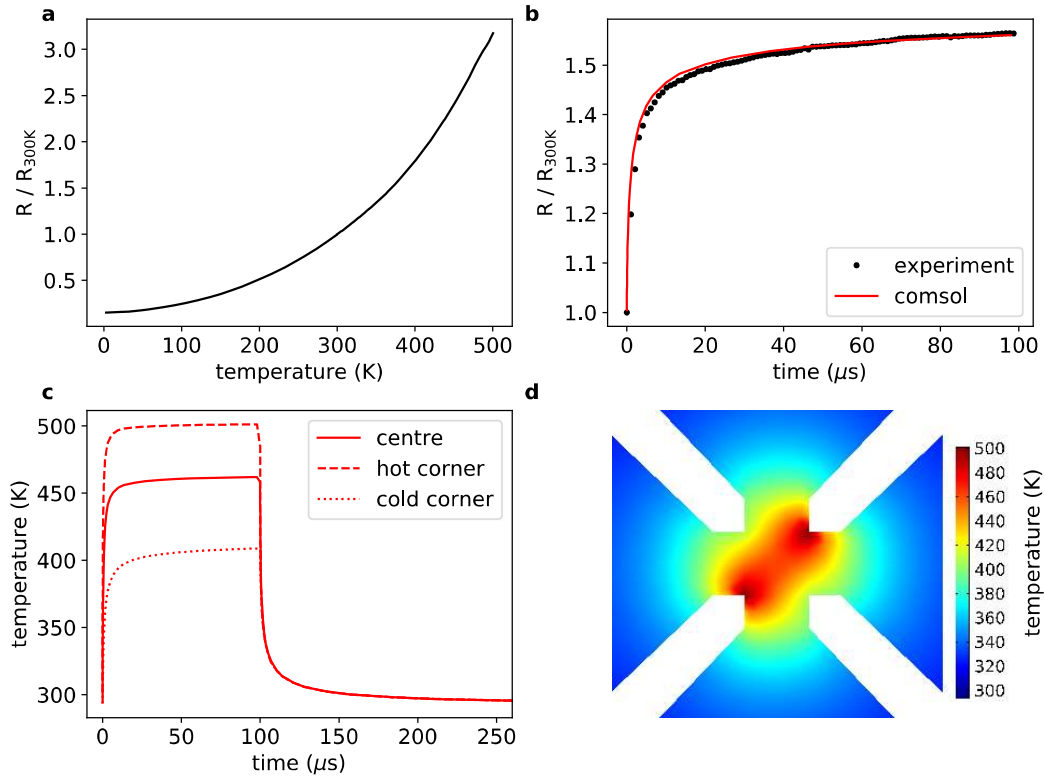 a
R / R300K
3.0
2.5
2.0
1.5
1.0
0.5
0 100 200 300 400 500
temperature (K)
b
R / R300K
1.5
1.4
1.3
1.2
1.1
1.0
experiment
comsol
0 20 40 60 80 100
time (μs)
c
temperature (K)
500
450
400
350
300
centre
hot corner
cold corner
0 50 100 150 200 250
time (μs)
d
500
480
460
440
420
400
380
360
340
320
300
temperature (K)